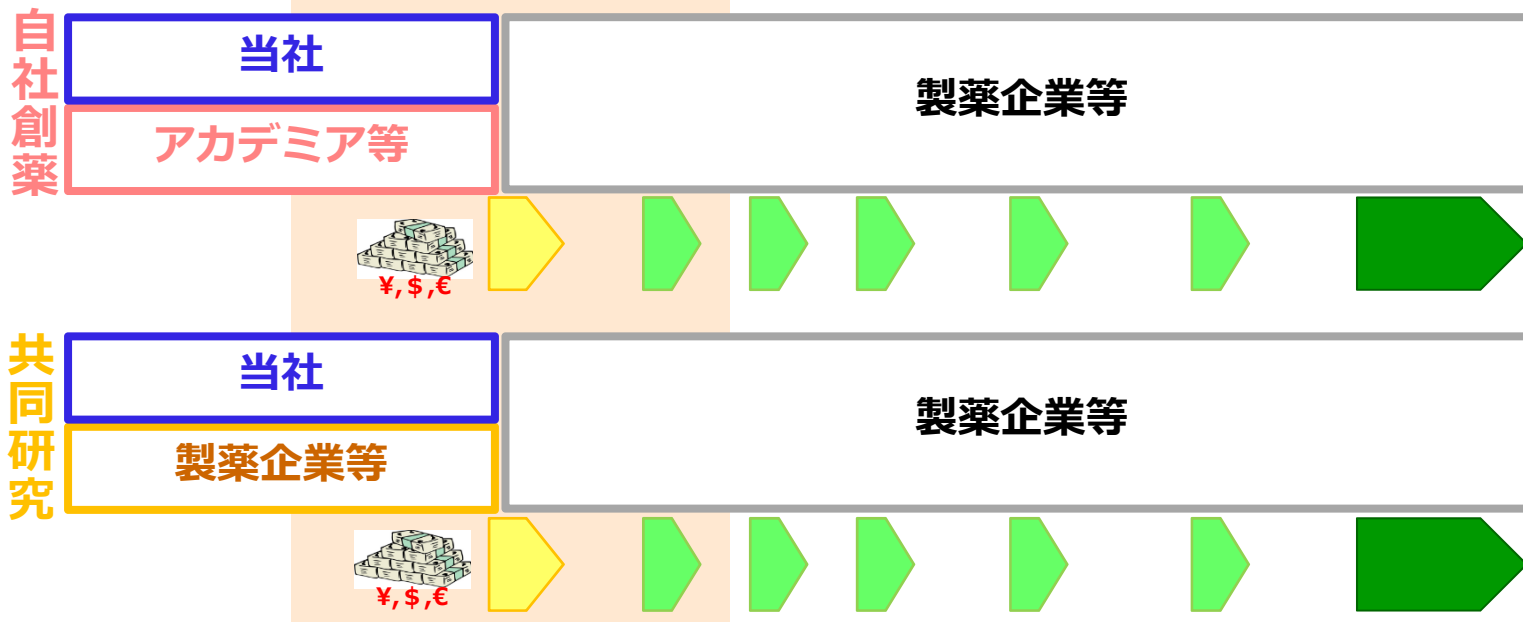 自社創薬
当社
アカデミア等
製薬企業等
¥,$,€
共同研究
当社
製薬企業等
製薬企業等
¥,$,€